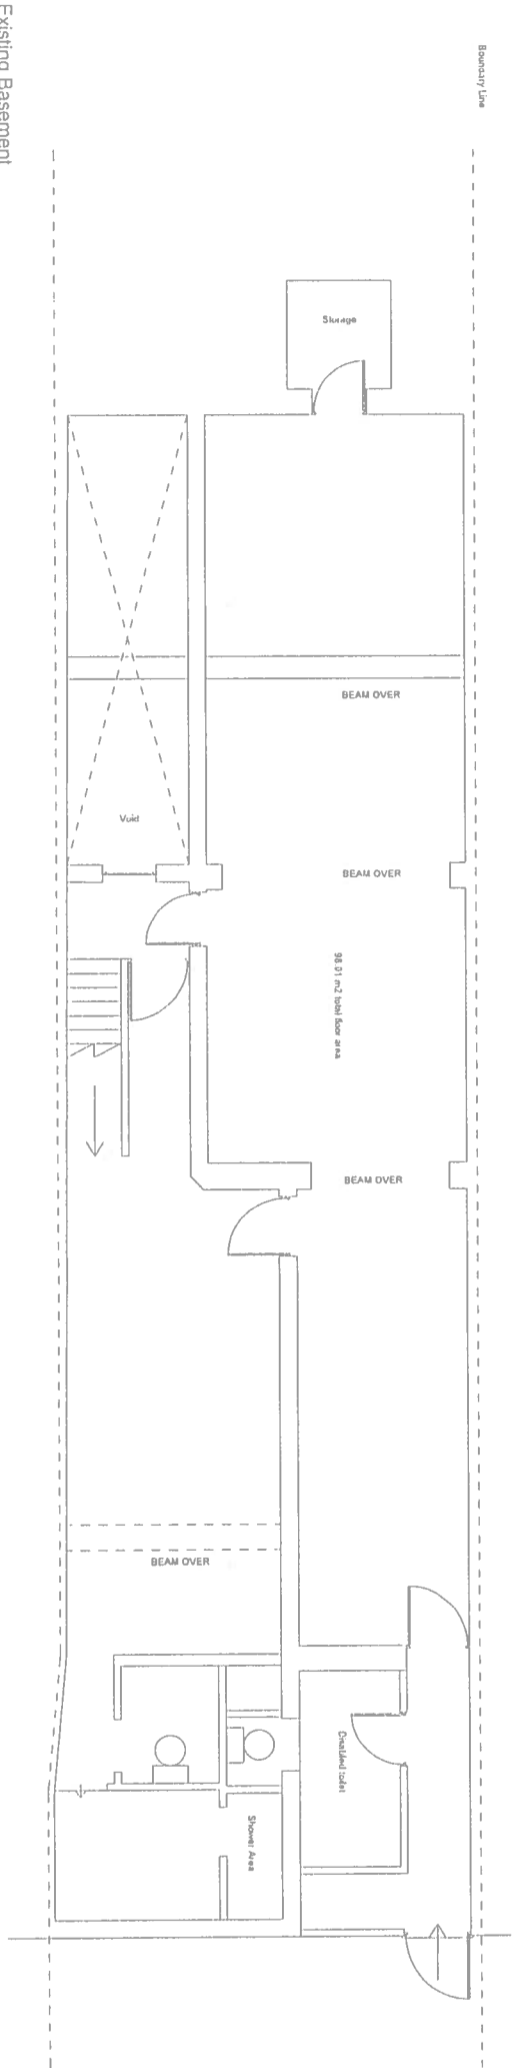 Existing Basement
Boundary Line
Storage
BEAM OVER
Void
BEAM OVER
98.01 m2 total floor area
BEAM OVER
BEAM OVER
Disabled toilet
Shower Area